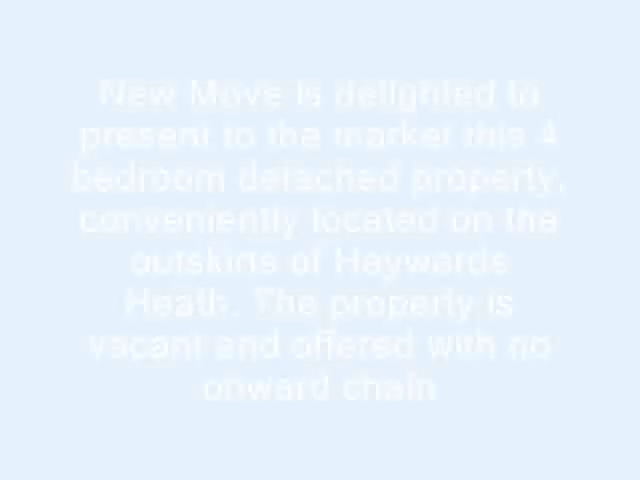 New Move is delighted to
present to the market this 4
bedroom detached property,
conveniently located on the
outskirts of Haywards
Heath. The property is
vacant and offered with no
onward chain